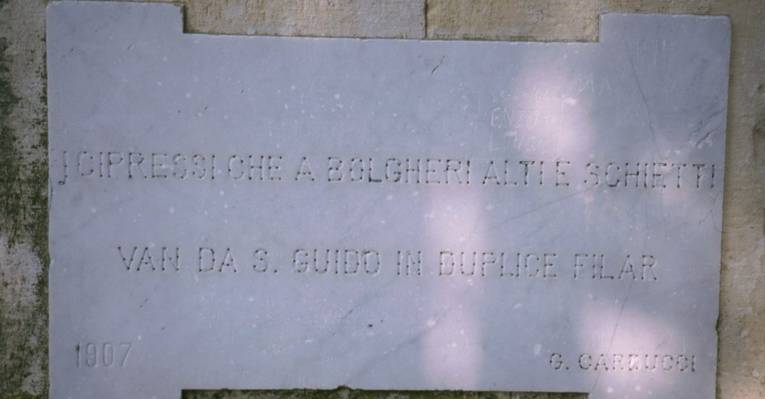 I CIPRESSI CHE A BOLGHERI ALTI E SCHIETTI
VAN DA S. GUIDO IN DUPLICE FILAR
1907
G. CARDUCCI